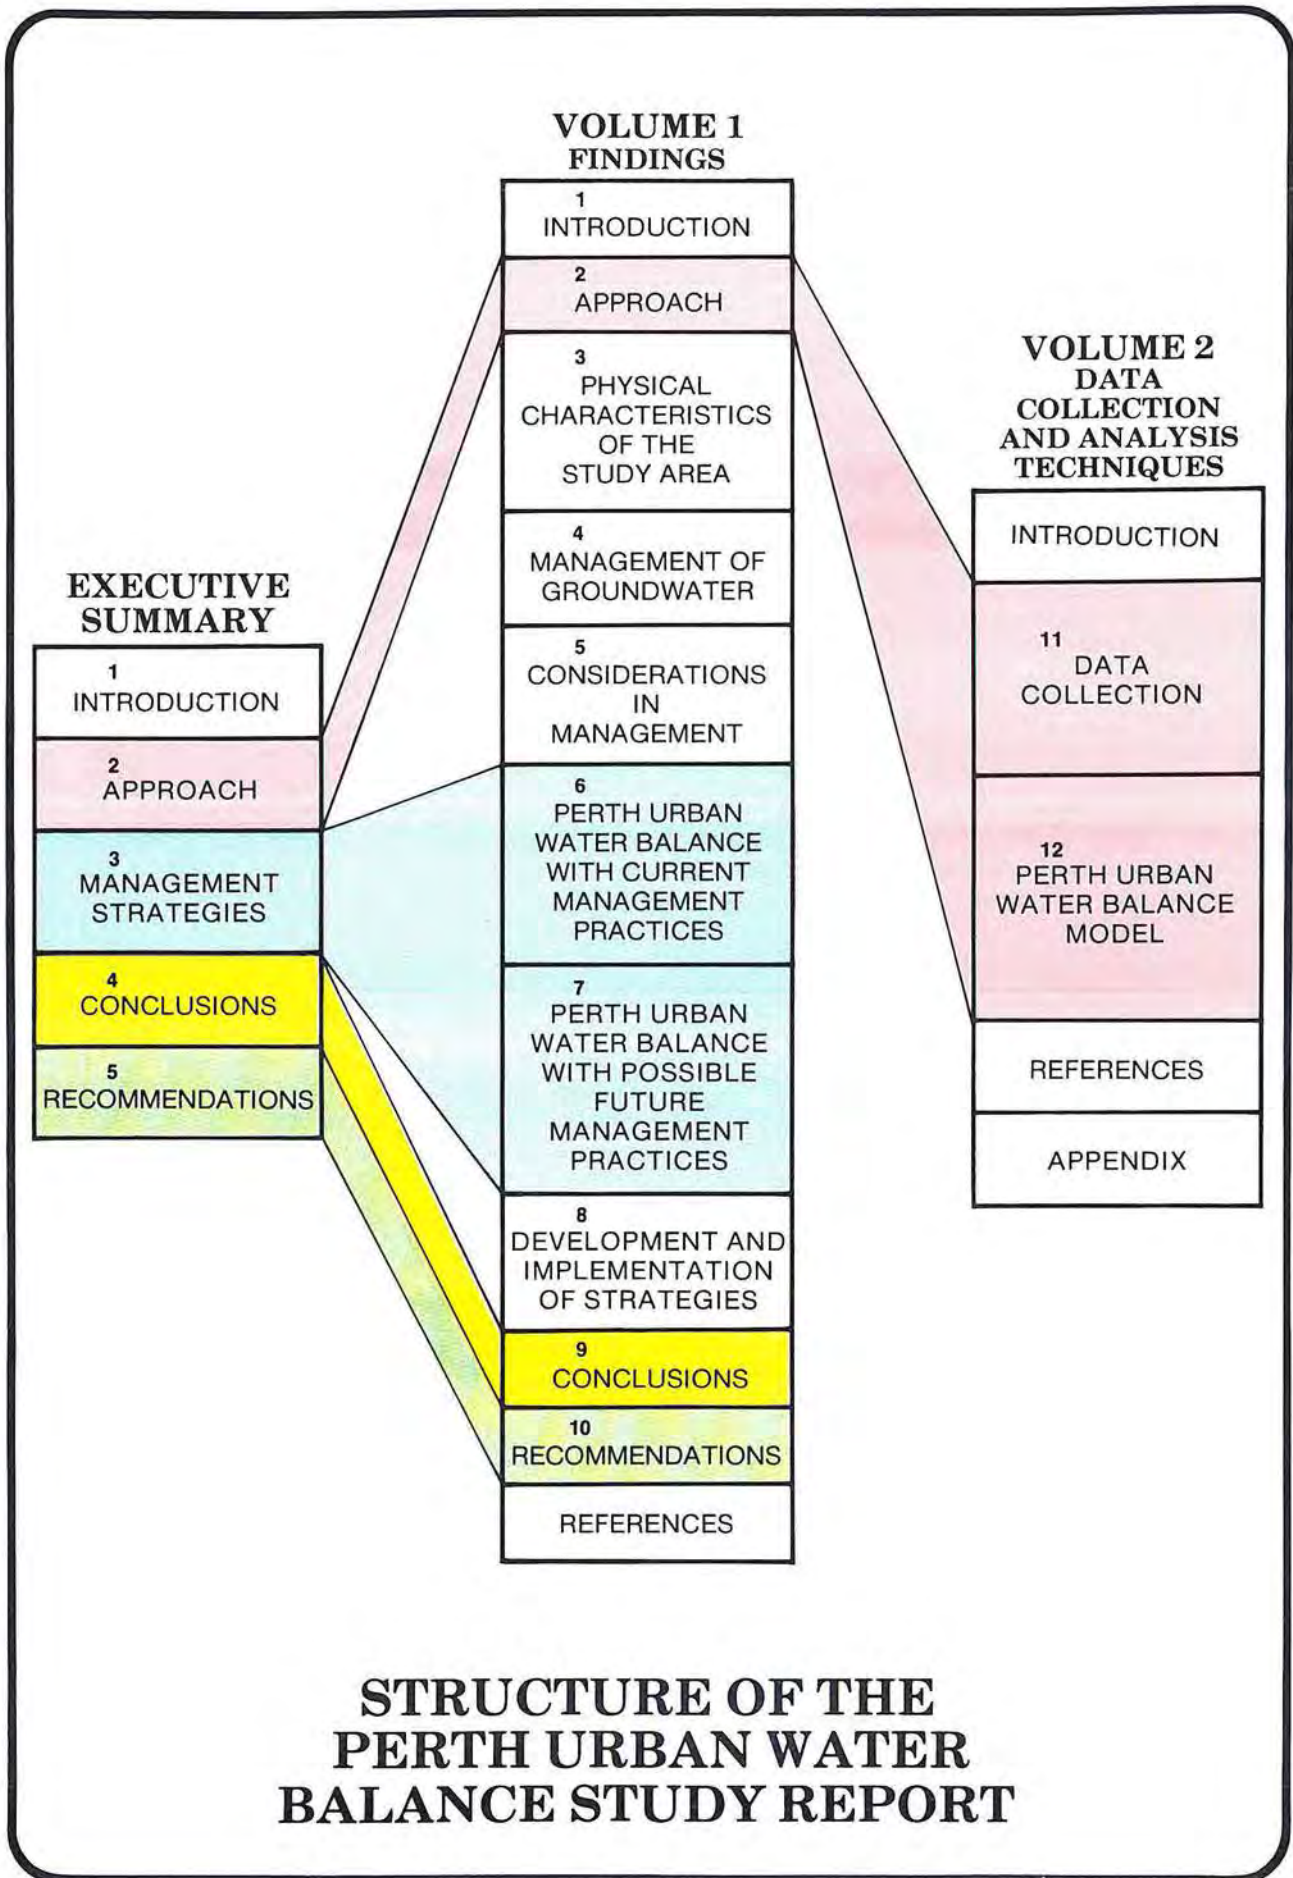 EXECUTIVE
SUMMARY
1
INTRODUCTION
2
APPROACH
3
MANAGEMENT
STRATEGIES
4
CONCLUSIONS
5
RECOMMENDATIONS
VOLUME 1
FINDINGS
1
INTRODUCTION
2
APPROACH
3
PHYSICAL
CHARACTERISTICS
OF THE
STUDY AREA
4
MANAGEMENT OF
GROUNDWATER
5
CONSIDERATIONS
IN
MANAGEMENT
6
PERTH URBAN
WATER BALANCE
WITH CURRENT
MANAGEMENT
PRACTICES
7
PERTH URBAN
WATER BALANCE
WITH POSSIBLE
FUTURE
MANAGEMENT
PRACTICES
8
DEVELOPMENT AND
IMPLEMENTATION
OF STRATEGIES
9
CONCLUSIONS
10
RECOMMENDATIONS
REFERENCES
VOLUME 2
DATA
COLLECTION
AND ANALYSIS
TECHNIQUES
INTRODUCTION
11
DATA
COLLECTION
12
PERTH URBAN
WATER BALANCE
MODEL
REFERENCES
APPENDIX
STRUCTURE OF THE
PERTH URBAN WATER
BALANCE STUDY REPORT